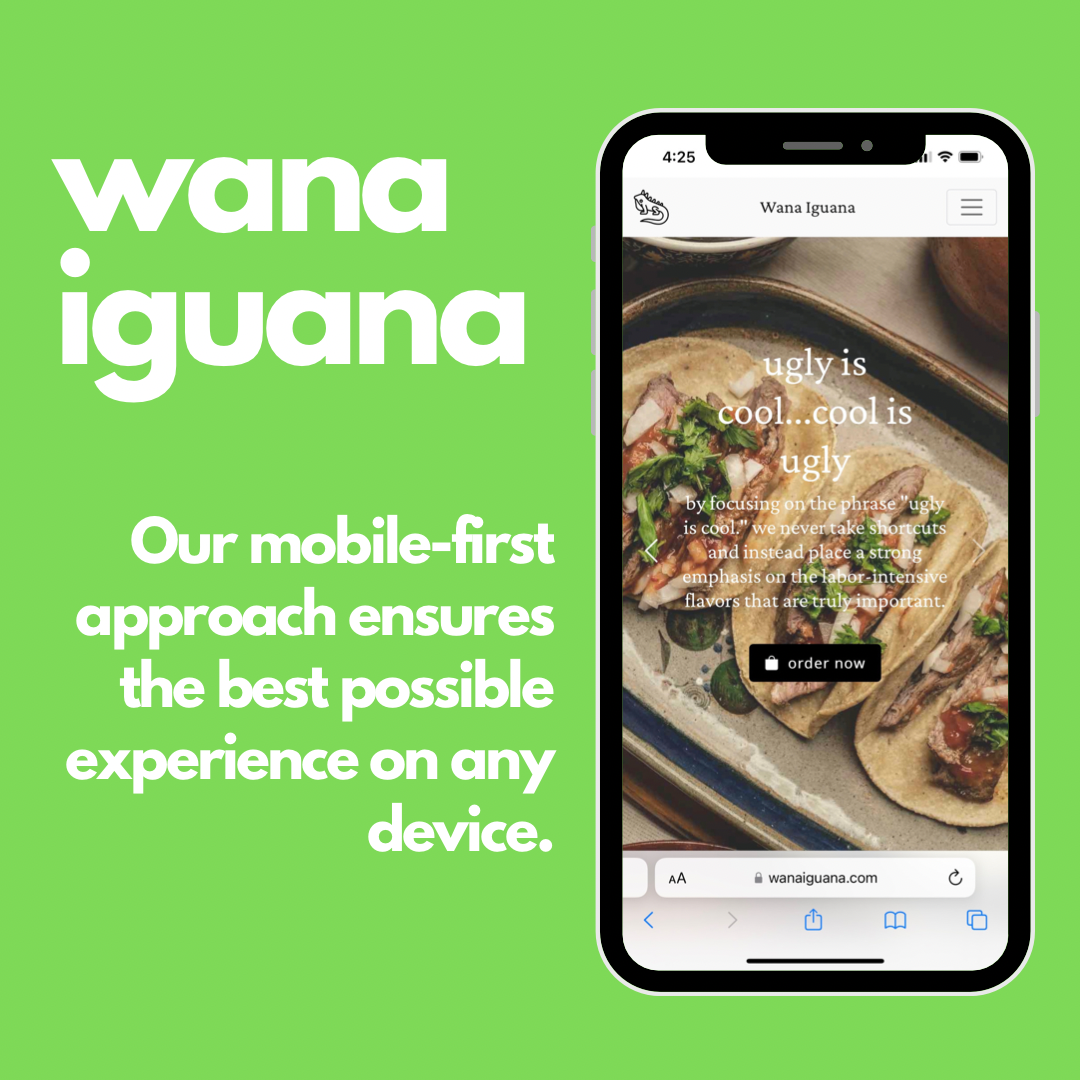 wana
iguana
Our mobile-first
approach ensures
the best possible
experience on any
device.
4:25
Wana Iguana
ugly is
cool...cool is
ugly
by focusing on the phrase "ugly
is cool." we never take shortcuts
and instead place a strong
emphasis on the labor-intensive
flavors that are truly important.
order now
AA wanaiguana.com